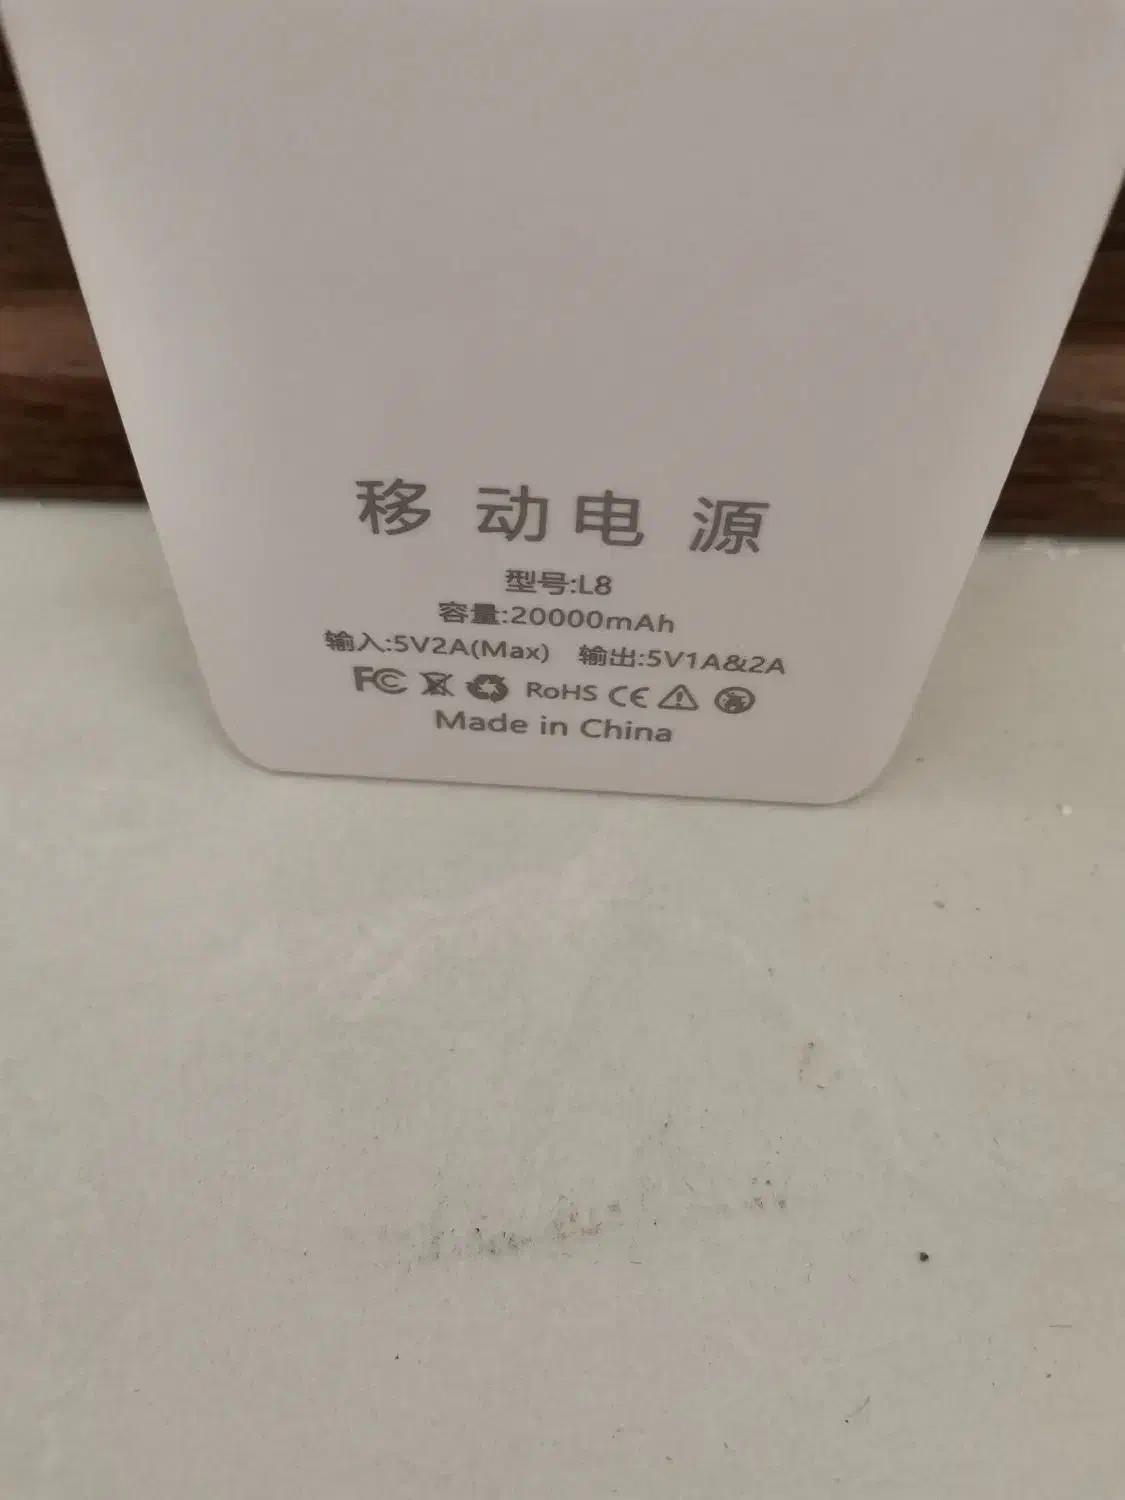 移动电源
型号:L8
容量:20000mAh
输入:5V2A(Max) 输出:5V1A&2A
FC RoHS CE
Made in China